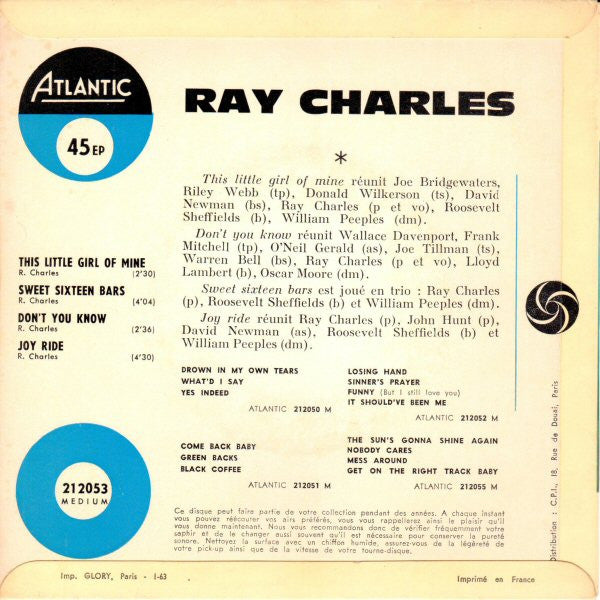 ATLANTIC
45 EP
RAY CHARLES
*
This little girl of mine réunit Joe Bridgewaters,
Riley Webb (tp), Donald Wilkerson (ts), David
Newman (bs), Ray Charles (p et vo), Roosevelt
Sheffields (b), William Peeples (dm).
Don't you know réunit Wallace Davenport, Frank
Mitchell (tp), O'Neil Gerald (as), Joe Tillman (ts),
Warren Bell (bs), Ray Charles (p et vo), Lloyd
Lambert (b), Oscar Moore (dm).
Sweet sixteen bars est joué en trio : Ray Charles
(p), Roosevelt Sheffields (b) et William Peeples (dm).
Joy ride réunit Ray Charles (p), John Hunt (p),
David Newman (as), Roosevelt Sheffields (b) et
William Peeples (dm).
THIS LITTLE GIRL OF MINE
R. Charles (2'30)
SWEET SIXTEEN BARS
R. Charles (4'04)
DON'T YOU KNOW
R. Charles (2'36)
JOY RIDE
R. Charles (4'30)
DROWN IN MY OWN TEARS
WHAT'D I SAY
YES INDEED
ATLANTIC 212050 M
LOSING HAND
SINNER'S PRAYER
FUNNY (But I still love you)
IT SHOULD'VE BEEN ME
ATLANTIC 212052 M
COME BACK BABY
GREEN BACKS
BLACK COFFEE
ATLANTIC 212051 M
THE SUN'S GONNA SHINE AGAIN
NOBODY CARES
MESS AROUND
GET ON THE RIGHT TRACK BABY
ATLANTIC 212055 M
212053
MEDIUM
Ce disque peut faire partie de votre collection pendant des années. A chaque instant
vous pouvez réécouter vos airs préférés, vous vous rappellerez ainsi le plaisir qu'il
vous donne maintenant. Nous vous recommandons donc de vérifier fréquemment votre
saphir et de le changer aussi souvent qu'il est nécessaire pour conserver la pureté
sonore. Nettoyez la surface avec un chiffon humide, assurez-vous de la légèreté de
votre pick-up ainsi que de la vitesse de votre tourne-disque.
Distribution : C.P.I., 18, Rue de Douai, Paris
Imp. GLORY, Paris - I-63
Imprimé en France